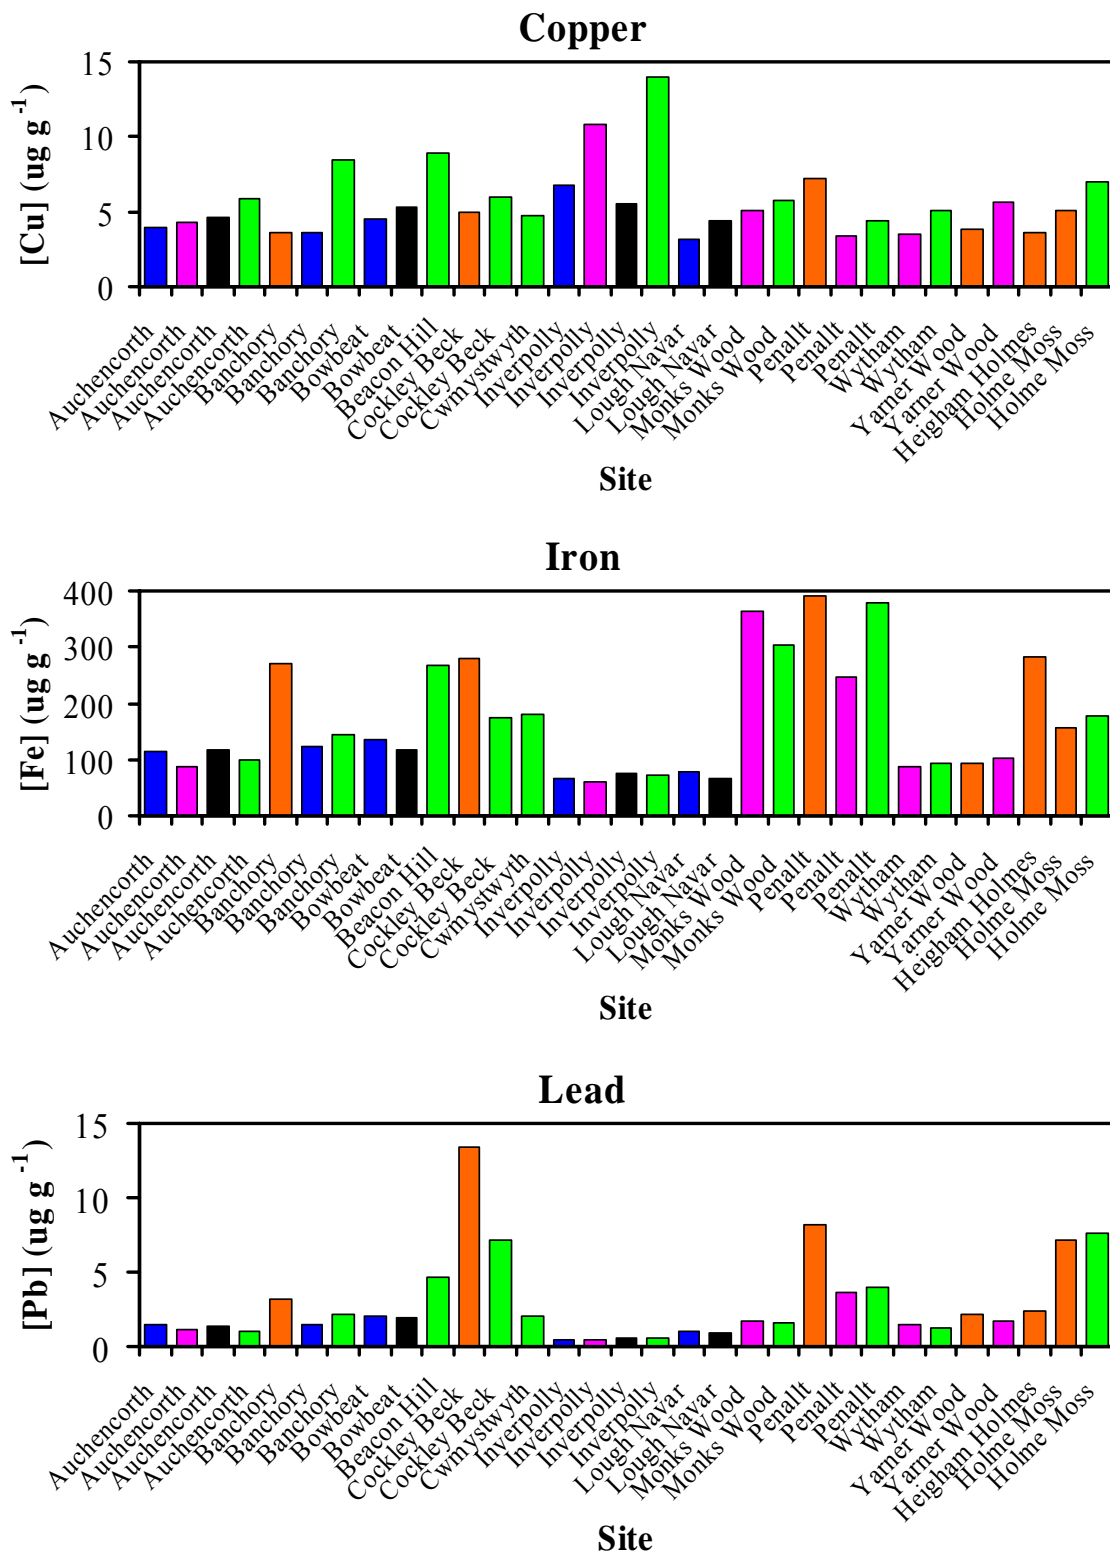 Copper
[Cu] (ug g -1)
15
10
5
0
Auchencorth
Auchencorth
Auchencorth
Auchencorth
Banchory
Banchory
Banchory
Bowbeat
Bowbeat
Beacon Hill
Cockley Beck
Cockley Beck
Cwmystwyth
Inverpolly
Inverpolly
Inverpolly
Inverpolly
Lough Navar
Lough Navar
Monks Wood
Monks Wood
Penallt
Penallt
Penallt
Wytham
Wytham
Yarner Wood
Yarner Wood
Heigham Holmes
Holme Moss
Holme Moss
Site
Iron
[Fe] (ug g -1)
400
300
200
100
0
Auchencorth
Auchencorth
Auchencorth
Auchencorth
Banchory
Banchory
Banchory
Bowbeat
Bowbeat
Beacon Hill
Cockley Beck
Cockley Beck
Cwmystwyth
Inverpolly
Inverpolly
Inverpolly
Inverpolly
Lough Navar
Lough Navar
Monks Wood
Monks Wood
Penallt
Penallt
Penallt
Wytham
Wytham
Yarner Wood
Yarner Wood
Heigham Holmes
Holme Moss
Holme Moss
Site
Lead
[Pb] (ug g -1)
15
10
5
0
Auchencorth
Auchencorth
Auchencorth
Auchencorth
Banchory
Banchory
Banchory
Bowbeat
Bowbeat
Beacon Hill
Cockley Beck
Cockley Beck
Cwmystwyth
Inverpolly
Inverpolly
Inverpolly
Inverpolly
Lough Navar
Lough Navar
Monks Wood
Monks Wood
Penallt
Penallt
Penallt
Wytham
Wytham
Yarner Wood
Yarner Wood
Heigham Holmes
Holme Moss
Holme Moss
Site